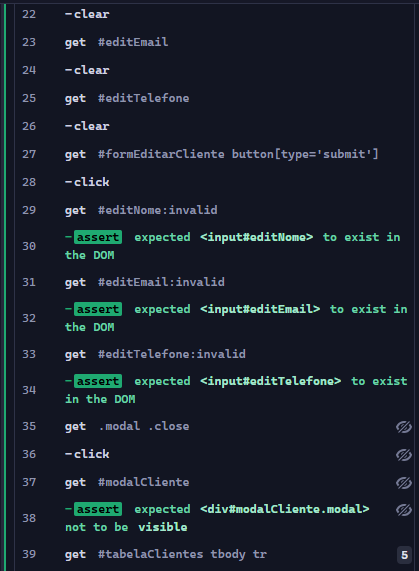 22 -clear
23 get #editEmail
24 -clear
25 get #editTelefone
26 -clear
27 get #formEditarCliente button[type='submit']
28 -click
29 get #editNome:invalid
30 -assert expected <input#editNome> to exist in
the DOM
31 get #editEmail:invalid
32 -assert expected <input#editEmail> to exist in
the DOM
33 get #editTelefone:invalid
34 -assert expected <input#editTelefone> to exist
in the DOM
35 get .modal .close
36 -click
37 get #modalCliente
38 -assert expected <div#modalCliente.modal>
not to be visible
39 get #tabelaClientes tbody tr 5